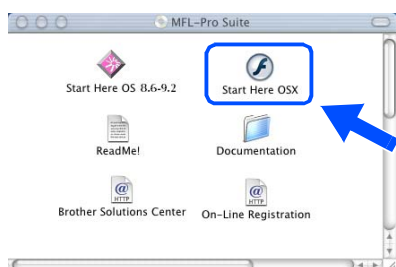 MFL-Pro Suite
Start Here OS 8.6-9.2
Start Here OSX
ReadMe!
Documentation
@
HTTP
Brother Solutions Center
@
HTTP
On-Line Registration